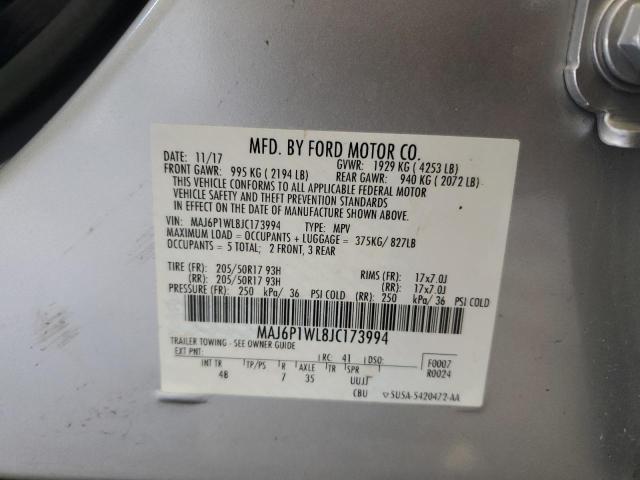 MFD. BY FORD MOTOR CO.
DATE: 11/17 GVWR: 1929 KG ( 4253 LB)
FRONT GAWR: 995 KG ( 2194 LB) REAR GAWR: 940 KG ( 2072 LB)
THIS VEHICLE CONFORMS TO ALL APPLICABLE FEDERAL MOTOR
VEHICLE SAFETY AND THEFT PREVENTION STANDARDS
IN EFFECT ON THE DATE OF MANUFACTURE SHOWN ABOVE.
VIN: MAJ6P1WL8JC173994 TYPE: MPV
MAXIMUM LOAD = OCCUPANTS + LUGGAGE = 375KG/ 827LB
OCCUPANTS = 5 TOTAL; 2 FRONT, 3 REAR
TIRE (FR): 205/50R17 93H RIMS (FR): 17x7.0J
(RR): 205/50R17 93H (RR): 17x7.0J
PRESSURE (FR): 250 kPa/ 36 PSI COLD (RR): 250 kPa/ 36 PSI COLD
MAJ6P1WL8JC173994
TRAILER TOWING - SEE OWNER GUIDE
EXT PNT: RC: 41 DSO: F0007
INT TR TP/PS R AXLE TR SPR R0024
4B 7 35 UUJJ
CBU SU5A-5420472-AA